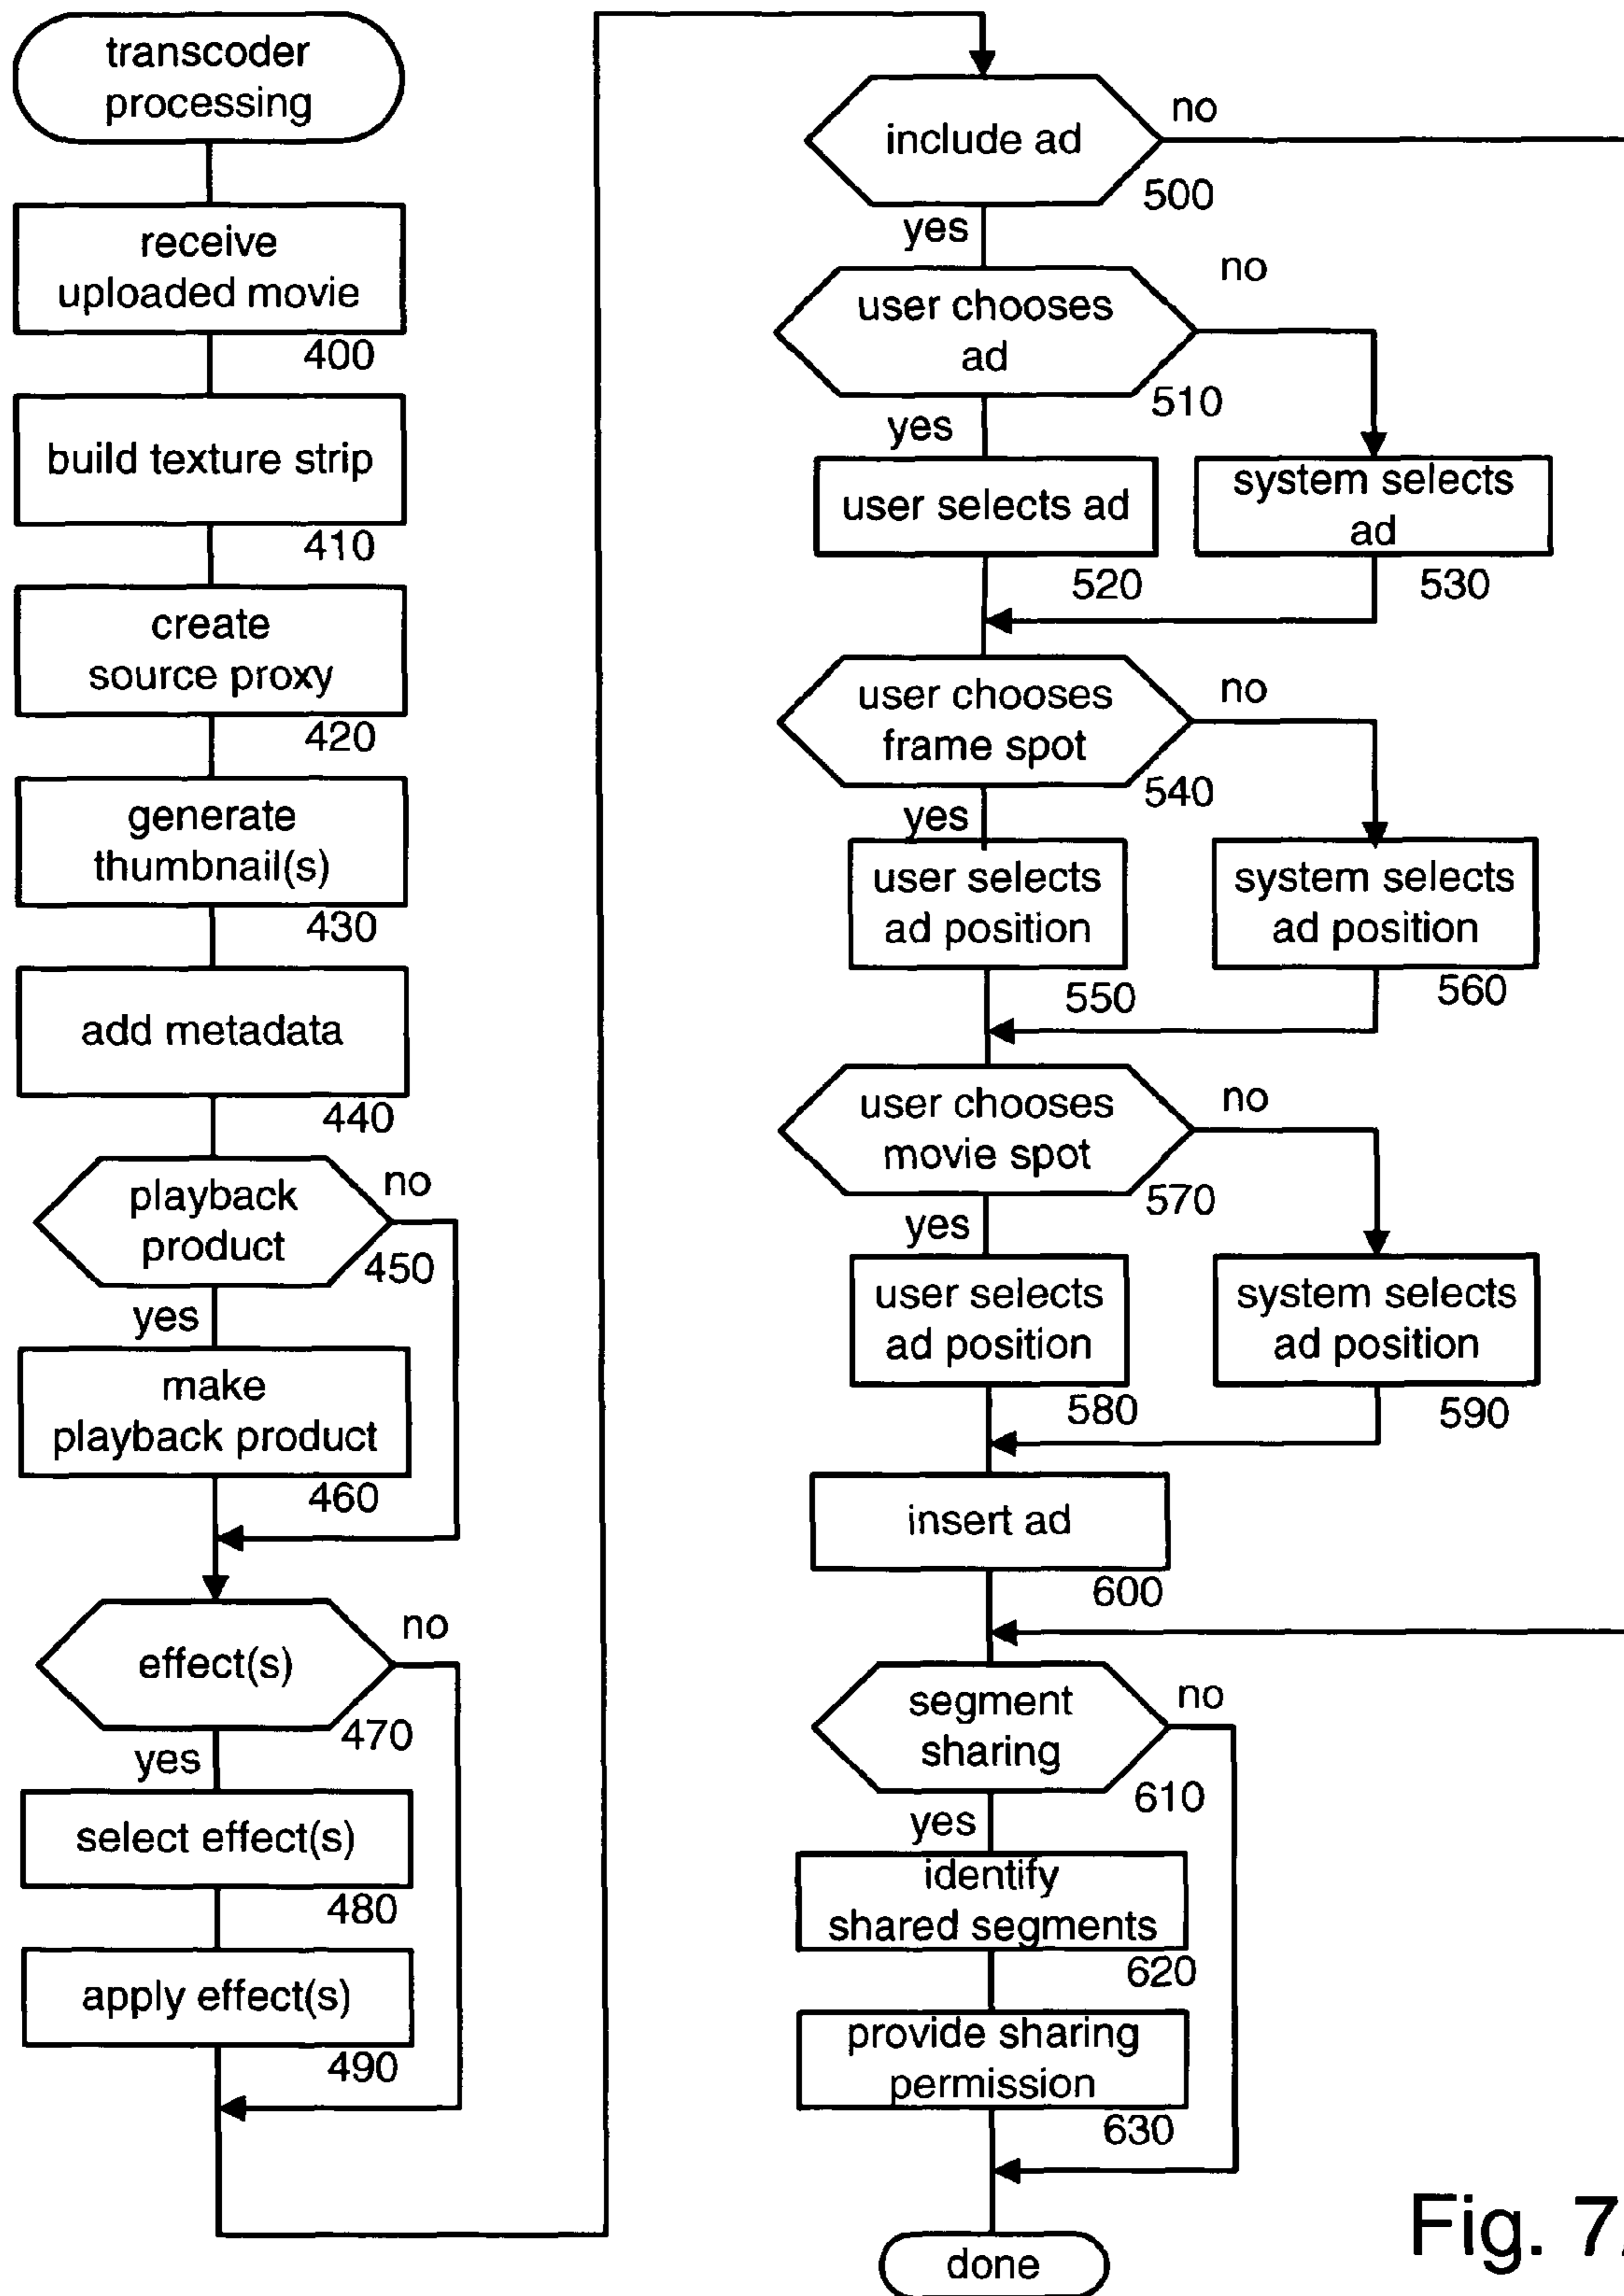 transcoder
processing
receive
uploaded movie
400
build texture strip
410
create
source proxy
420
generate
thumbnail(s)
430
add metadata
440
playback
product
no
450
yes
make
playback product
460
effect(s)
no
470
yes
select effect(s)
480
apply effect(s)
490
include ad
no
500
yes
user chooses
ad
no
510
yes
user selects ad
520
system selects
ad
530
user chooses
frame spot
no
540
yes
user selects
ad position
550
system selects
ad position
560
user chooses
movie spot
no
570
yes
user selects
ad position
580
system selects
ad position
590
insert ad
600
segment
sharing
no
610
yes
identify
shared segments
620
provide sharing
permission
630
done
Fig. 7